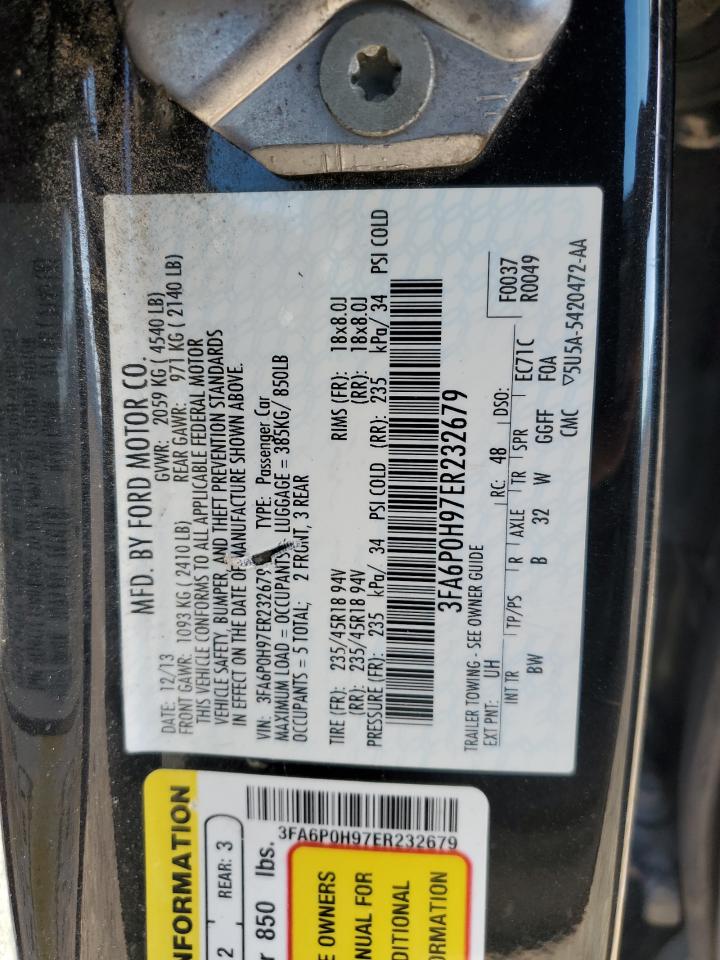 MFD. BY FORD MOTOR CO.
DATE: 12/13 GVWR: 2059 KG ( 4540 LB)
FRONT GAWR: 1093 KG ( 2410 LB) REAR GAWR: 971 KG ( 2140 LB)
THIS VEHICLE CONFORMS TO ALL APPLICABLE FEDERAL MOTOR
VEHICLE SAFETY, BUMPER, AND THEFT PREVENTION STANDARDS
IN EFFECT ON THE DATE OF MANUFACTURE SHOWN ABOVE.
VIN: 3FA6P0H97ER232679 TYPE: Passenger Car
MAXIMUM LOAD = OCCUPANTS LUGGAGE = 385KG/ 850LB
OCCUPANTS = 5 TOTAL; 2 FRONT, 3 REAR
TIRE (FR): 235/45R18 94V RIMS (FR): 18x8.0J
(RR): 235/45R18 94V (RR): 18x8.0J
PRESSURE (FR): 235 kPa/ 34 PSI COLD (RR): 235 kPa/ 34 PSI COLD
3FA6P0H97ER232679
TRAILER TOWING - SEE OWNER GUIDE
EXT PNT: UH RC: 48 DSO: F0037
R0049
INT TR TP/PS R AXLE TR SPR EC71C
BW B 32 W GGFF F0A
CMC ▽5U5A-5420472-AA
NFORMATION
2 REAR: 3
850 lbs.
3FA6P0H97ER232679
E OWNERS
ANUAL FOR
DITIONAL
ORMATION